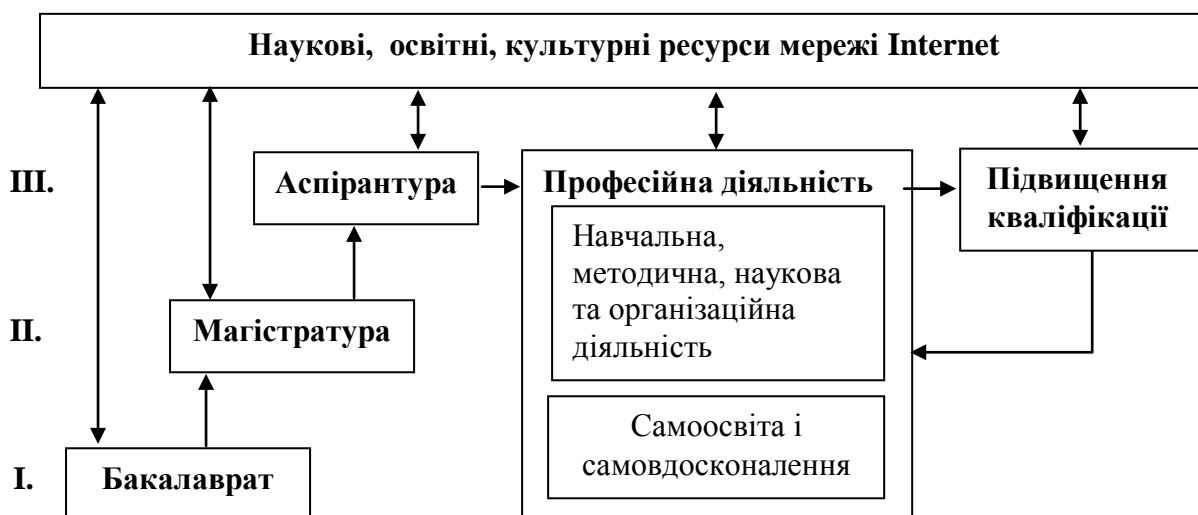 Наукові, освітні, культурні ресурси мережі Internet
III.
Аспірантура
Професійна діяльність
Підвищення
кваліфікації
Навчальна,
методична, наукова
та організаційна
діяльність
II.
Магістратура
Самоосвіта і
самовдосконалення
I.
Бакалаврат